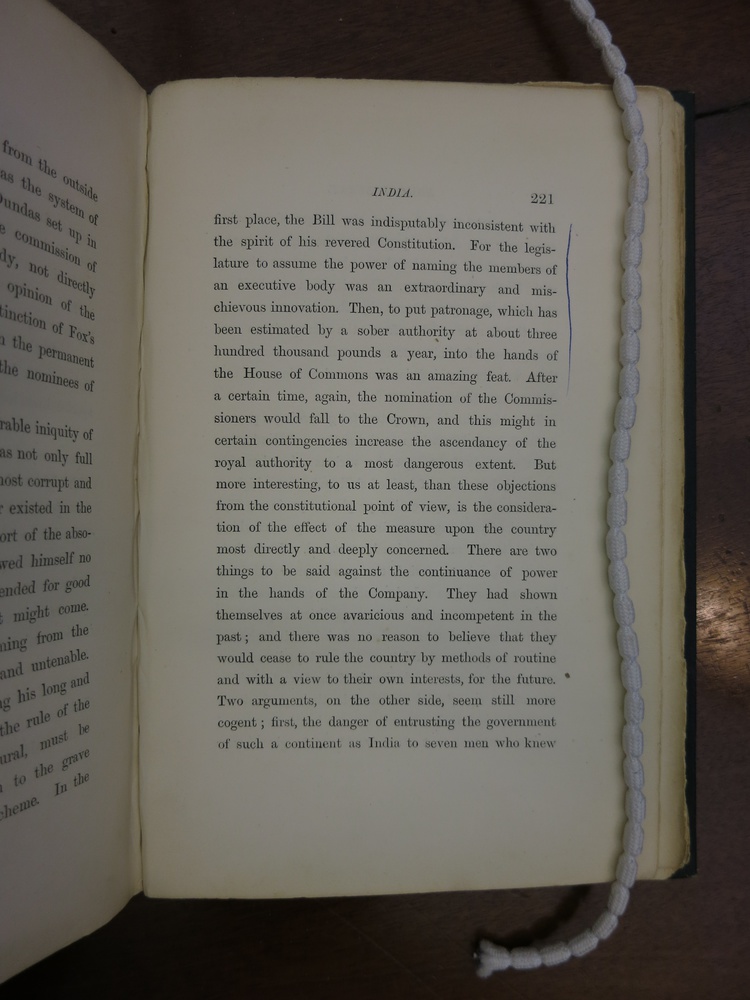 from the outside
as the system of
Dundas set up in
commission of
not directly
opinion of the
of Fox's
the permanent
the nominees of
iniquity of
as not only full
most corrupt and
existed in the
ort of the abso-
wed himself no
ended for good
might come.
ning from the
and untenable.
his long and
the rule of the
ural, must be
to the grave
cheme. In the
INDIA. 221
first place, the Bill was indisputably inconsistent with
the spirit of his revered Constitution. For the legis-
lature to assume the power of naming the members of
an executive body was an extraordinary and mis-
chievous innovation. Then, to put patronage, which has
been estimated by a sober authority at about three
hundred thousand pounds a year, into the hands of
the House of Commons was an amazing feat. After
a certain time, again, the nomination of the Commis-
sioners would fall to the Crown, and this might in
certain contingencies increase the ascendancy of the
royal authority to a most dangerous extent. But
more interesting, to us at least, than these objections
from the constitutional point of view, is the considera-
tion of the effect of the measure upon the country
most directly and deeply concerned. There are two
things to be said against the continuance of power
in the hands of the Company. They had shown
themselves at once avaricious and incompetent in the
past; and there was no reason to believe that they
would cease to rule the country by methods of routine
and with a view to their own interests, for the future.
Two arguments, on the other side, seem still more
cogent; first, the danger of entrusting the government
of such a continent as India to seven men who knew